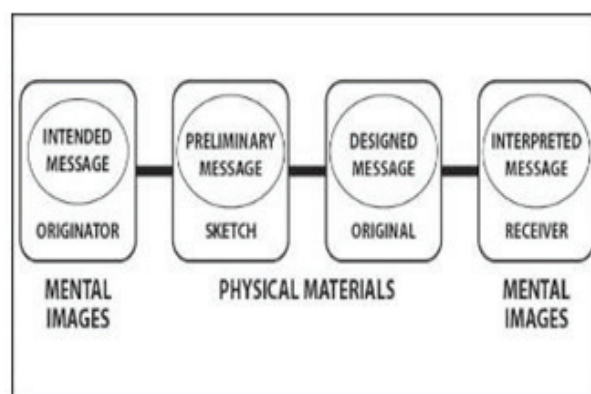 INTENDED
MESSAGE
ORIGINATOR
PRELIMINARY
MESSAGE
SKETCH
DESIGNED
MESSAGE
ORIGINAL
INTERPRETED
MESSAGE
RECEIVER
MENTAL
IMAGES
PHYSICAL MATERIALS
MENTAL
IMAGES